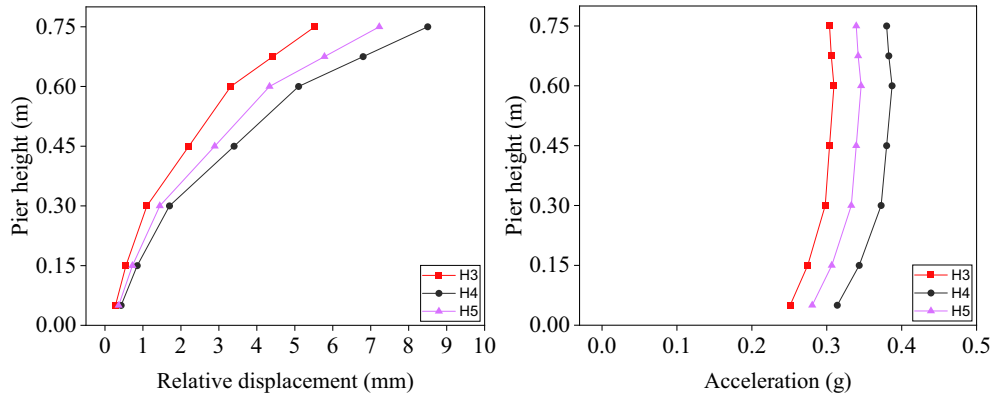 Pier height (m)
0.75
0.60
0.45
0.30
0.15
0.00
H3
H4
H5
0 1 2 3 4 5 6 7 8 9 10
Relative displacement (mm)
Pier height (m)
0.75
0.60
0.45
0.30
0.15
0.00
H3
H4
H5
0.0 0.2 0.3 0.4 0.5
Acceleration (g)